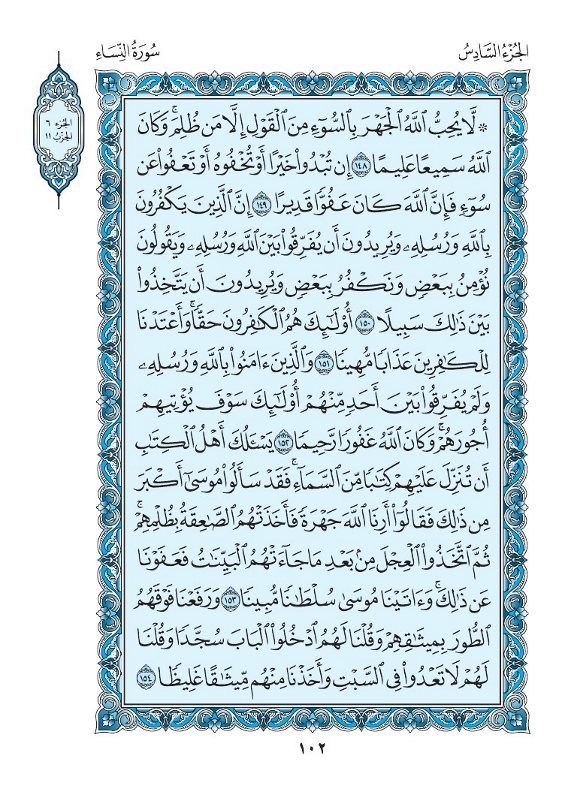 الجُزْءُ السَّادِسُ
سُورَةُ النِّسَاءِ
الجزء ٦
الحزب ١١
۞ لَّا يُحِبُّ ٱللَّهُ ٱلْجَهْرَ بِٱلسُّوٓءِ مِنَ ٱلْقَوْلِ إِلَّا مَن ظُلِمَ ۚ وَكَانَ
ٱللَّهُ سَمِيعًا عَلِيمًا ١٤٨ إِن تُبْدُوا۟ خَيْرًا أَوْ تُخْفُوهُ أَوْ تَعْفُوا۟ عَن
سُوٓءٍ فَإِنَّ ٱللَّهَ كَانَ عَفُوًّا قَدِيرًا ١٤٩ إِنَّ ٱلَّذِينَ يَكْفُرُونَ
بِٱللَّهِ وَرُسُلِهِۦ وَيُرِيدُونَ أَن يُفَرِّقُوا۟ بَيْنَ ٱللَّهِ وَرُسُلِهِۦ وَيَقُولُونَ
نُؤْمِنُ بِبَعْضٍ وَنَكْفُرُ بِبَعْضٍ وَيُرِيدُونَ أَن يَتَّخِذُوا۟
بَيْنَ ذَٰلِكَ سَبِيلًا ١٥٠ أُو۟لَٰٓئِكَ هُمُ ٱلْكَٰفِرُونَ حَقًّا ۚ وَأَعْتَدْنَا
لِلْكَٰفِرِينَ عَذَابًا مُّهِينًا ١٥١ وَٱلَّذِينَ ءَامَنُوا۟ بِٱللَّهِ وَرُسُلِهِۦ
وَلَمْ يُفَرِّقُوا۟ بَيْنَ أَحَدٍ مِّنْهُمْ أُو۟لَٰٓئِكَ سَوْفَ يُؤْتِيهِمْ
أُجُورَهُمْ ۗ وَكَانَ ٱللَّهُ غَفُورًا رَّحِيمًا ١٥٢ يَسْـَٔلُكَ أَهْلُ ٱلْكِتَٰبِ
أَن تُنَزِّلَ عَلَيْهِمْ كِتَٰبًا مِّنَ ٱلسَّمَآءِ ۚ فَقَدْ سَأَلُوا۟ مُوسَىٰٓ أَكْبَرَ
مِن ذَٰلِكَ فَقَالُوٓا۟ أَرِنَا ٱللَّهَ جَهْرَةً فَأَخَذَتْهُمُ ٱلصَّٰعِقَةُ بِظُلْمِهِمْ ۚ
ثُمَّ ٱتَّخَذُوا۟ ٱلْعِجْلَ مِنۢ بَعْدِ مَا جَآءَتْهُمُ ٱلْبَيِّنَٰتُ فَعَفَوْنَا
عَن ذَٰلِكَ ۚ وَءَاتَيْنَا مُوسَىٰ سُلْطَٰنًا مُّبِينًا ١٥٣ وَرَفَعْنَا فَوْقَهُمُ
ٱلطُّورَ بِمِيثَٰقِهِمْ وَقُلْنَا لَهُمُ ٱدْخُلُوا۟ ٱلْبَابَ سُجَّدًا وَقُلْنَا
لَهُمْ لَا تَعْدُوا۟ فِى ٱلسَّبْتِ وَأَخَذْنَا مِنْهُم مِّيثَٰقًا غَلِيظًا ١٥٤
١٠٢